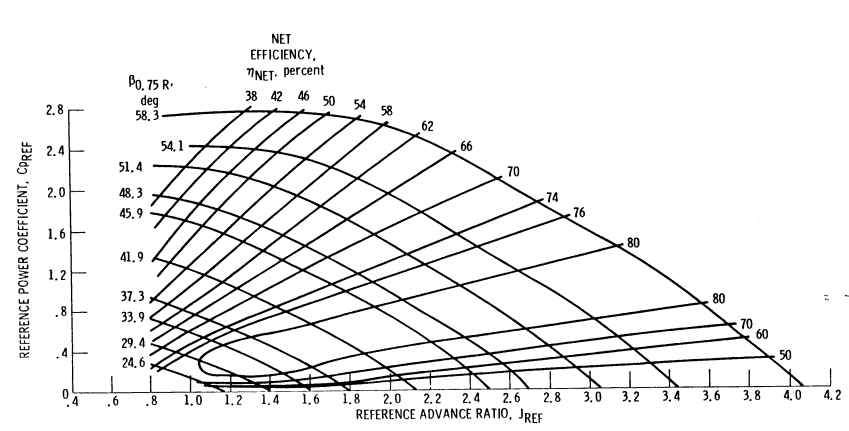 NET
EFFICIENCY,
ηNET, percent
β0.75 R,
deg
38 42 46 50 54 58 62 66 70 74 76 80
80 70 60 50
58.3
54.1
51.4
48.3
45.9
41.9
37.3
33.9
29.4
24.6
REFERENCE POWER COEFFICIENT, CPREF
2.8
2.4
2.0
1.6
1.2
.8
.4
0
.4 .6 .8 1.0 1.2 1.4 1.6 1.8 2.0 2.2 2.4 2.6 2.8 3.0 3.2 3.4 3.6 3.8 4.0 4.2
REFERENCE ADVANCE RATIO, JREF